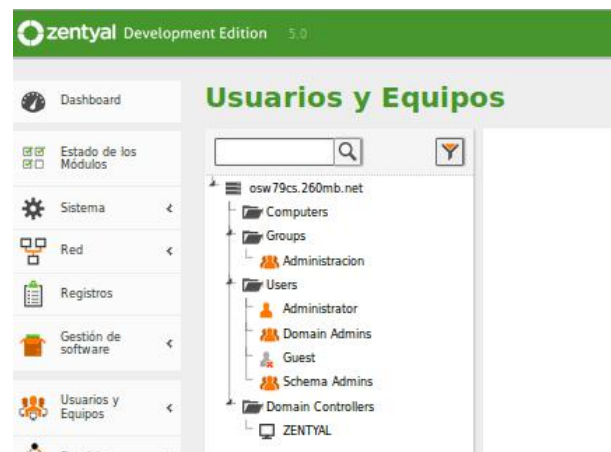 zentyal Development Edition 5.0
Dashboard
Estado de los
Módulos
Sistema
Red
Registros
Gestión de
software
Usuarios y
Equipos
Usuarios y Equipos
osw79cs.260mb.net
Computers
Groups
Administracion
Users
Administrator
Domain Admins
Guest
Schema Admins
Domain Controllers
ZENTYAL